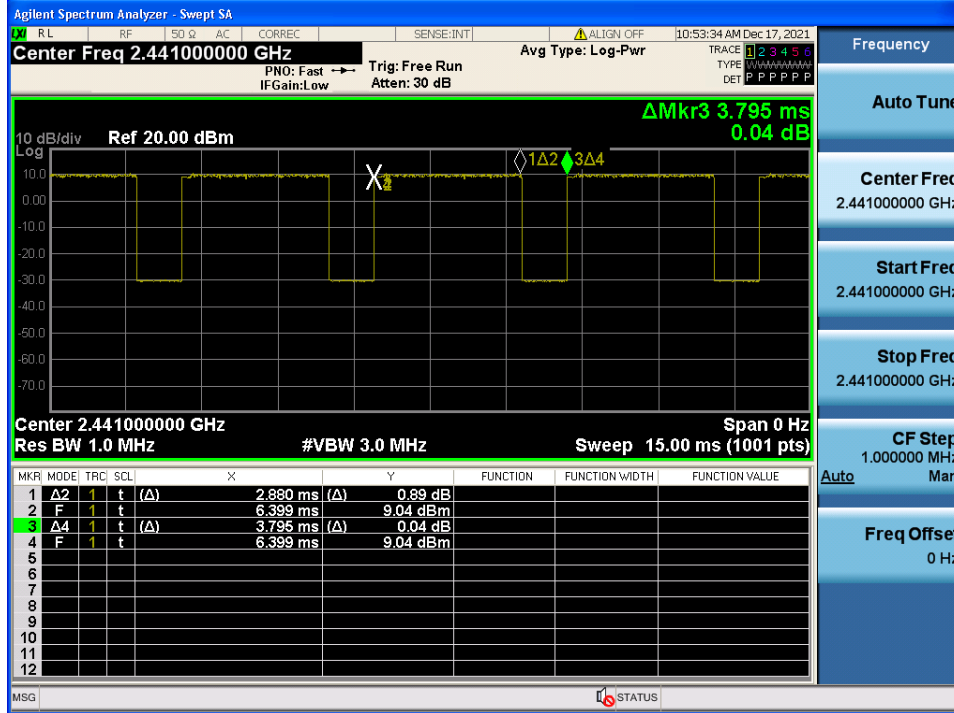 Agilent Spectrum Analyzer - Swept SA
LXI RL RF 50 Ω AC CORREC SENSE:INT ALIGN OFF 10:53:34 AM Dec 17, 2021
Center Freq 2.441000000 GHz
PNO: Fast
IFGain:Low
Trig: Free Run
Atten: 30 dB
Avg Type: Log-Pwr
TRACE 1 2 3 4 5 6
TYPE WWWWWW
DET P P P P P P
ΔMkr3 3.795 ms
0.04 dB
10 dB/div Ref 20.00 dBm
Log
1Δ2 3Δ4
X2
10.0
0.00
-10.0
-20.0
-30.0
-40.0
-50.0
-60.0
-70.0
Center 2.441000000 GHz Span 0 Hz
Res BW 1.0 MHz #VBW 3.0 MHz Sweep 15.00 ms (1001 pts)
MKR MODE TRC SCL X Y FUNCTION FUNCTION WIDTH FUNCTION VALUE
1 Δ2 1 t (Δ) 2.880 ms (Δ) 0.89 dB
2 F 1 t 6.399 ms 9.04 dBm
3 Δ4 1 t (Δ) 3.795 ms (Δ) 0.04 dB
4 F 1 t 6.399 ms 9.04 dBm
5
6
7
8
9
10
11
12
MSG STATUS
Frequency
Auto Tune
Center Freq
2.441000000 GHz
Start Freq
2.441000000 GHz
Stop Freq
2.441000000 GHz
CF Step
1.000000 MHz
Auto Man
Freq Offset
0 Hz